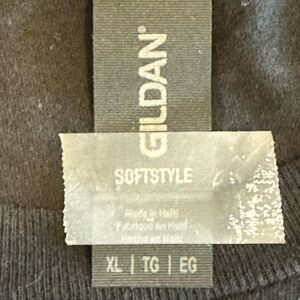 GILDAN®
SOFTSTYLE
Made in Haiti
Fabriqué en Haïti
Hecho en Haití
XL | TG | EG